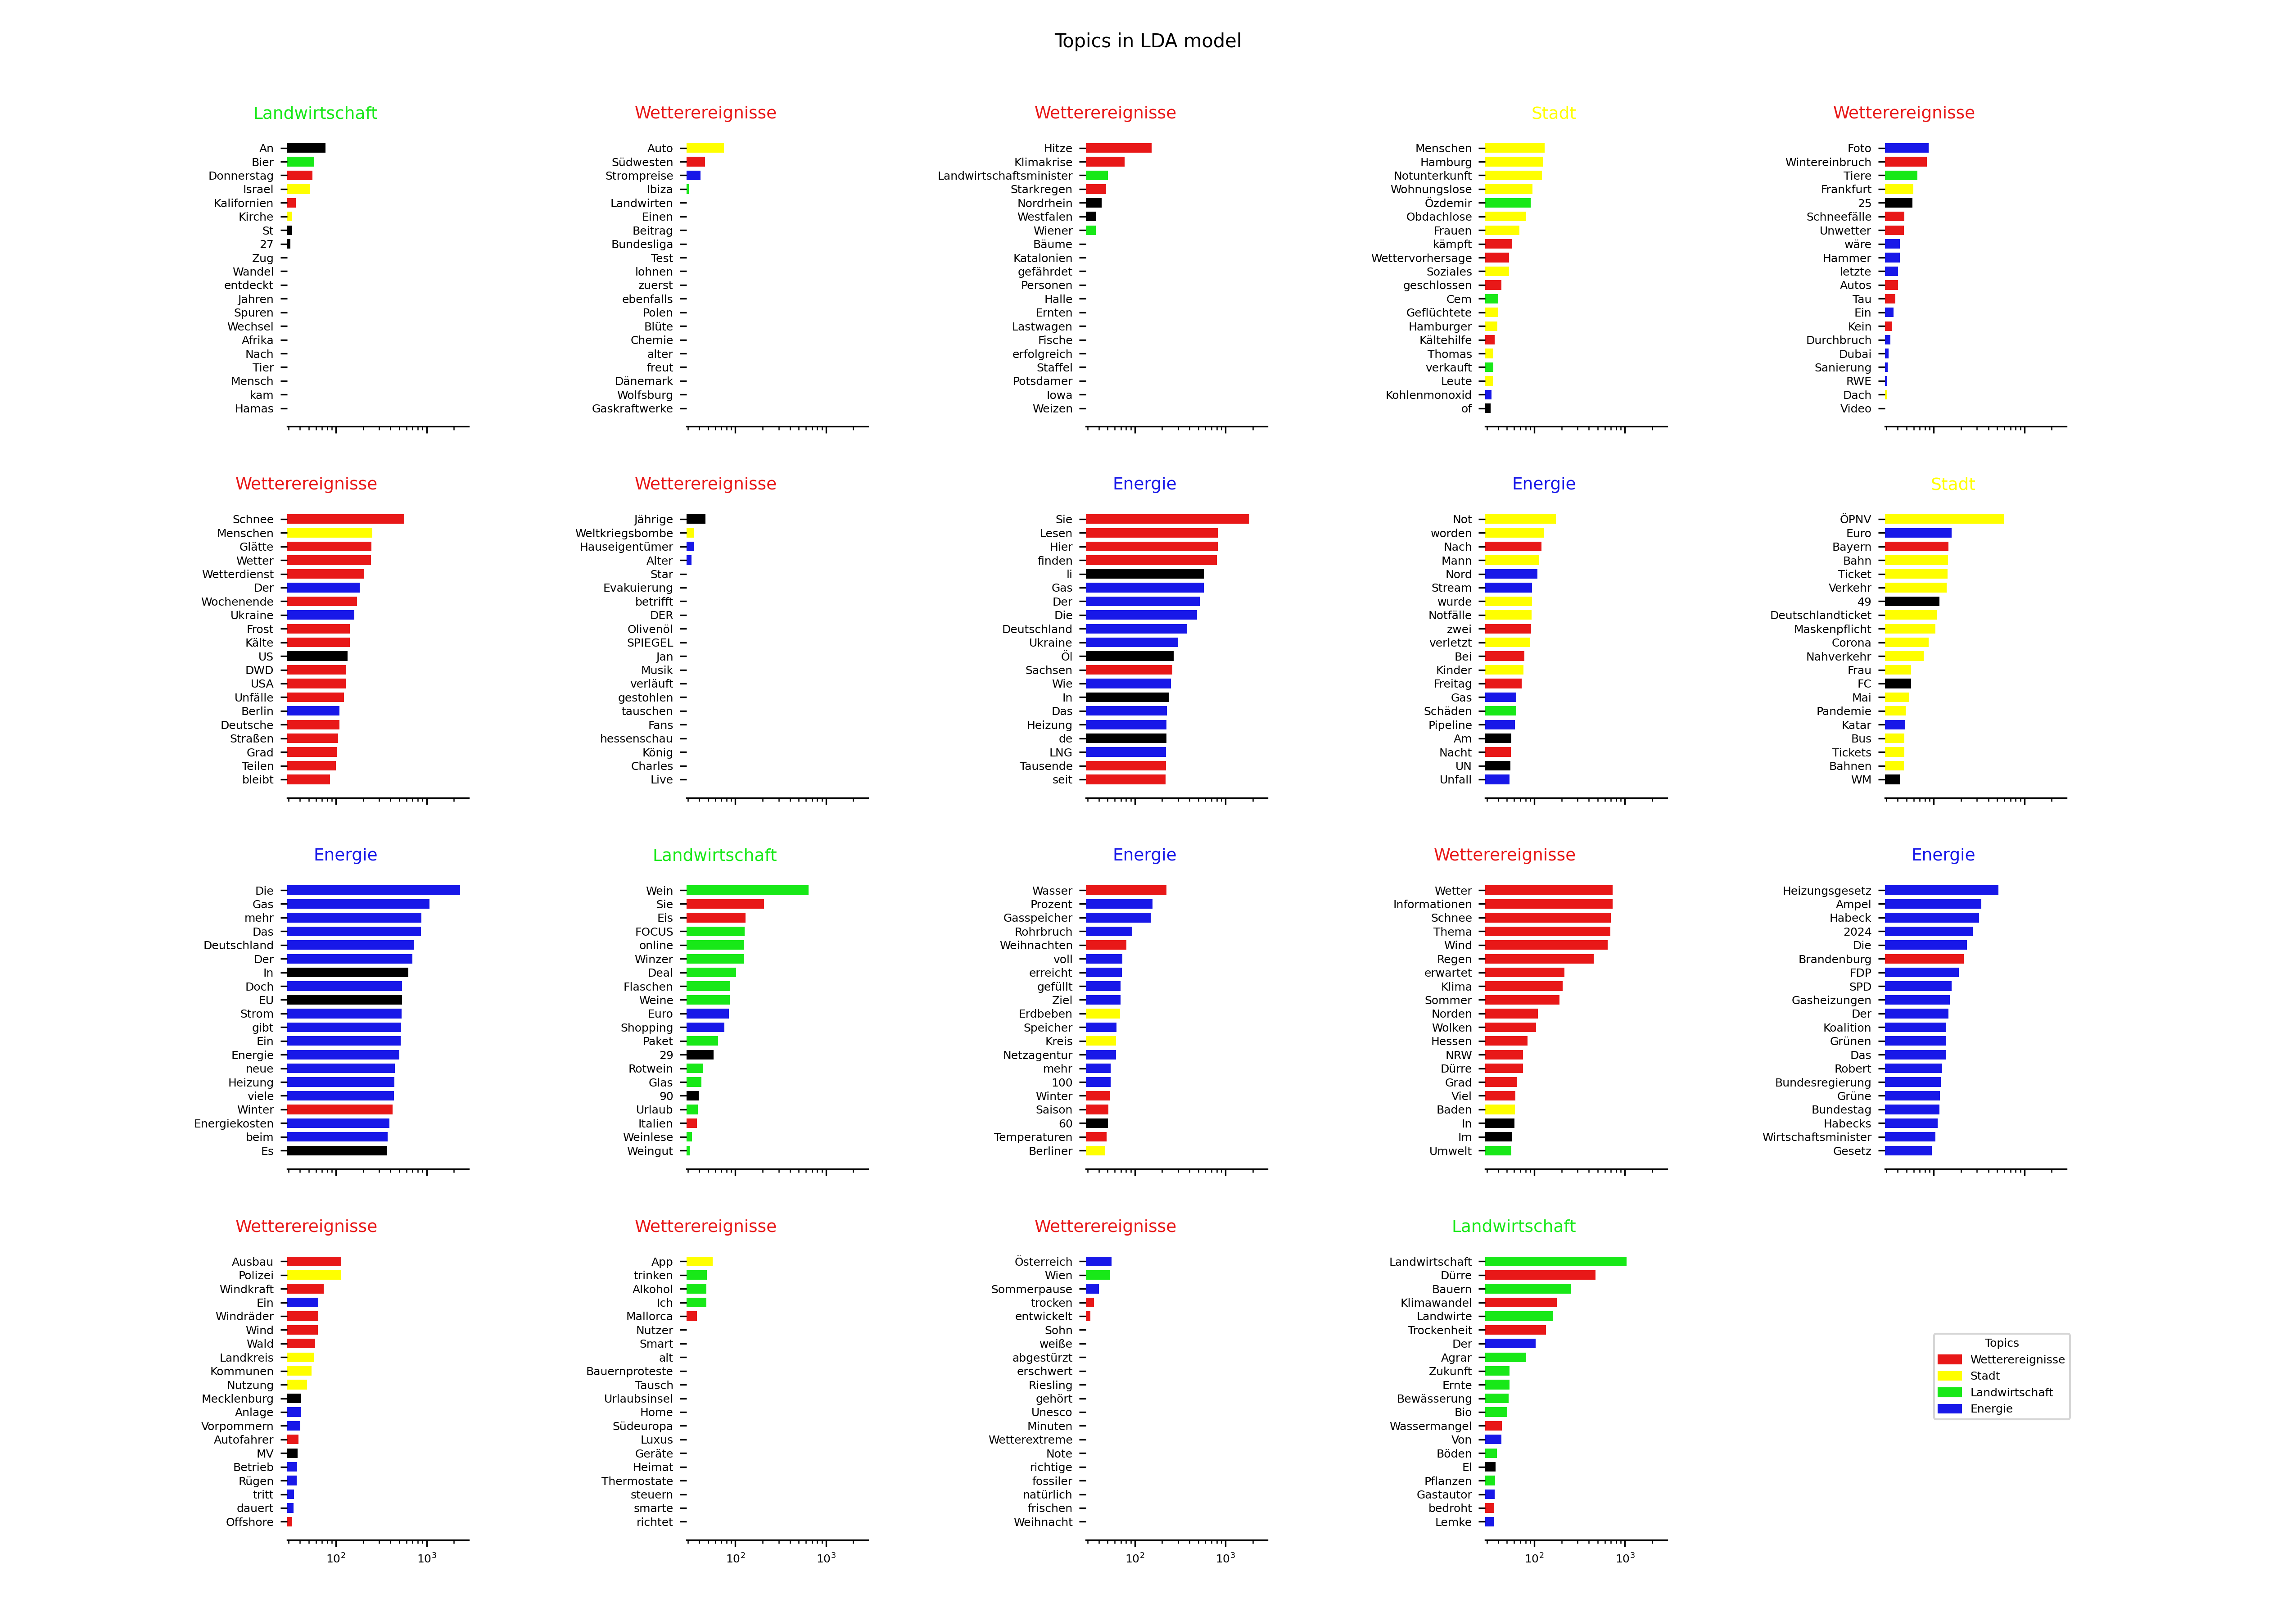 Topics in LDA model
Landwirtschaft
An
Bier
Donnerstag
Israel
Kalifornien
Kirche
St
27
Zug
Wandel
entdeckt
Jahren
Spuren
Wechsel
Afrika
Nach
Tier
Mensch
kam
Hamas
Wetterereignisse
Auto
Südwesten
Strompreise
Ibiza
Landwirten
Einen
Beitrag
Bundesliga
Test
lohnen
zuerst
ebenfalls
Polen
Blüte
Chemie
alter
freut
Dänemark
Wolfsburg
Gaskraftwerke
Wetterereignisse
Hitze
Klimakrise
Landwirtschaftsminister
Starkregen
Nordrhein
Westfalen
Wiener
Bäume
Katalonien
gefährdet
Personen
Halle
Ernten
Lastwagen
Fische
erfolgreich
Staffel
Potsdamer
Iowa
Weizen
Stadt
Menschen
Hamburg
Notunterkunft
Wohnungslose
Özdemir
Obdachlose
Frauen
kämpft
Wettervorhersage
Soziales
geschlossen
Cem
Geflüchtete
Hamburger
Kältehilfe
Thomas
verkauft
Leute
Kohlenmonoxid
of
Wetterereignisse
Foto
Wintereinbruch
Tiere
Frankfurt
25
Schneefälle
Unwetter
wäre
Hammer
letzte
Autos
Tau
Ein
Kein
Durchbruch
Dubai
Sanierung
RWE
Dach
Video
Wetterereignisse
Schnee
Menschen
Glätte
Wetter
Wetterdienst
Der
Wochenende
Ukraine
Frost
Kälte
US
DWD
USA
Unfälle
Berlin
Deutsche
Straßen
Grad
Teilen
bleibt
Wetterereignisse
Jährige
Weltkriegsbombe
Hauseigentümer
Alter
Star
Evakuierung
betrifft
DER
Olivenöl
SPIEGEL
Jan
Musik
verläuft
gestohlen
tauschen
Fans
hessenschau
König
Charles
Live
Energie
Sie
Lesen
Hier
finden
li
Gas
Der
Die
Deutschland
Ukraine
Öl
Sachsen
Wie
In
Das
Heizung
de
LNG
Tausende
seit
Energie
Not
worden
Nach
Mann
Nord
Stream
wurde
Notfälle
zwei
verletzt
Bei
Kinder
Freitag
Gas
Schäden
Pipeline
Am
Nacht
UN
Unfall
Stadt
ÖPNV
Euro
Bayern
Bahn
Ticket
Verkehr
49
Deutschlandticket
Maskenpflicht
Corona
Nahverkehr
Frau
FC
Mai
Pandemie
Katar
Bus
Tickets
Bahnen
WM
Energie
Die
Gas
mehr
Das
Deutschland
Der
In
Doch
EU
Strom
gibt
Ein
Energie
neue
Heizung
viele
Winter
Energiekosten
beim
Es
Landwirtschaft
Wein
Sie
Eis
FOCUS
online
Winzer
Deal
Flaschen
Weine
Euro
Shopping
Paket
29
Rotwein
Glas
90
Urlaub
Italien
Weinlese
Weingut
Energie
Wasser
Prozent
Gasspeicher
Rohrbruch
Weihnachten
voll
erreicht
gefüllt
Ziel
Erdbeben
Speicher
Kreis
Netzagentur
mehr
100
Winter
Saison
60
Temperaturen
Berliner
Wetterereignisse
Wetter
Informationen
Schnee
Thema
Wind
Regen
erwartet
Klima
Sommer
Norden
Wolken
Hessen
NRW
Dürre
Grad
Viel
Baden
In
Im
Umwelt
Energie
Heizungsgesetz
Ampel
Habeck
2024
Die
Brandenburg
FDP
SPD
Gasheizungen
Der
Koalition
Grünen
Das
Robert
Bundesregierung
Grüne
Bundestag
Habecks
Wirtschaftsminister
Gesetz
Wetterereignisse
Ausbau
Polizei
Windkraft
Ein
Windräder
Wind
Wald
Landkreis
Kommunen
Nutzung
Mecklenburg
Anlage
Vorpommern
Autofahrer
MV
Betrieb
Rügen
tritt
dauert
Offshore
10² 10³
Wetterereignisse
App
trinken
Alkohol
Ich
Mallorca
Nutzer
Smart
alt
Bauernproteste
Tausch
Urlaubsinsel
Home
Südeuropa
Luxus
Geräte
Heimat
Thermostate
steuern
smarte
richtet
10² 10³
Wetterereignisse
Österreich
Wien
Sommerpause
trocken
entwickelt
Sohn
weiße
abgestürzt
erschwert
Riesling
gehört
Unesco
Minuten
Wetterextreme
Note
richtige
fossiler
natürlich
frischen
Weihnacht
10² 10³
Landwirtschaft
Landwirtschaft
Dürre
Bauern
Klimawandel
Landwirte
Trockenheit
Der
Agrar
Zukunft
Ernte
Bewässerung
Bio
Wassermangel
Von
Böden
El
Pflanzen
Gastautor
bedroht
Lemke
10² 10³
Topics
Wetterereignisse
Stadt
Landwirtschaft
Energie